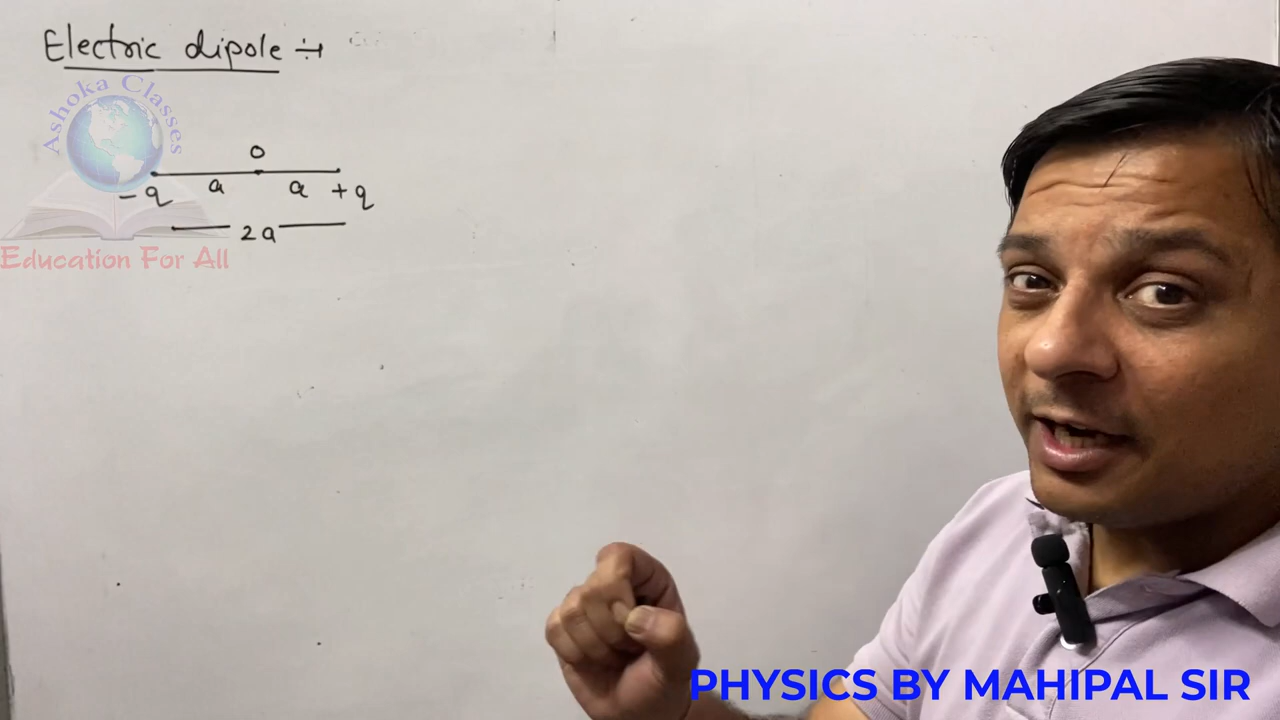 Electric dipole ÷
Ashoka Classes
O
-q a a +q
2a
Education For All
PHYSICS BY MAHIPAL SIR